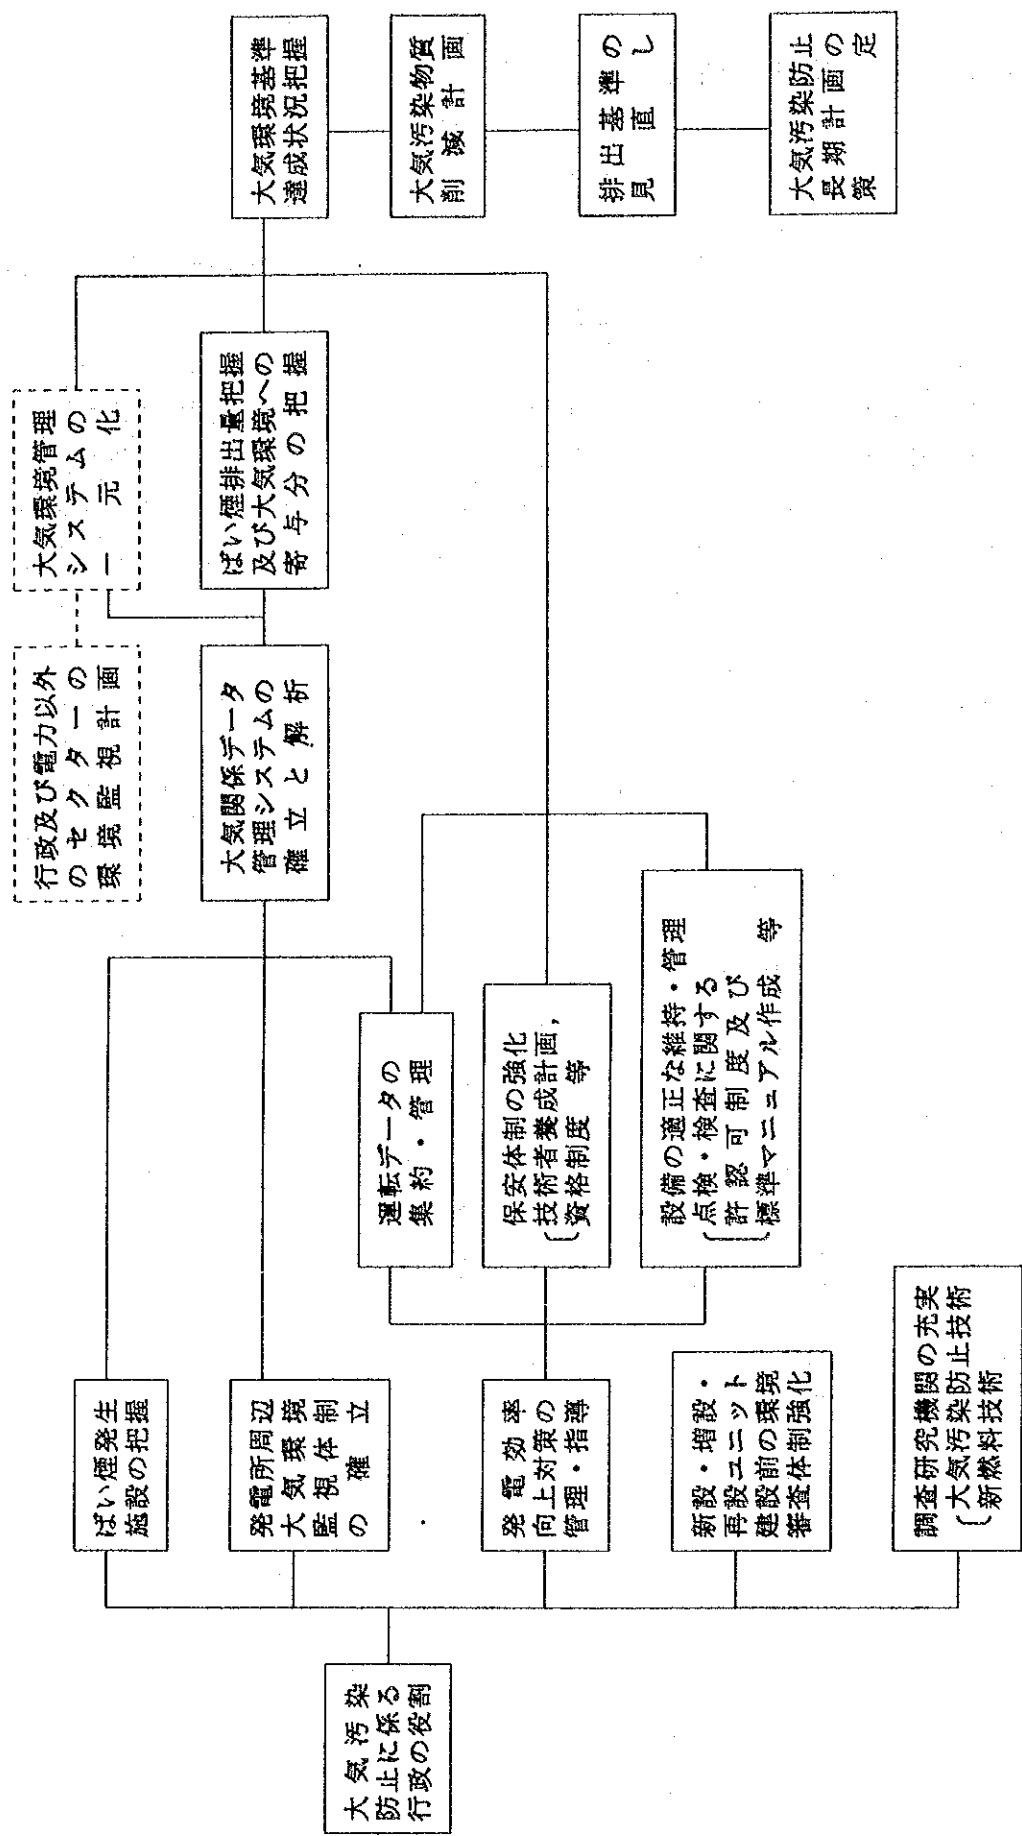 大気汚染
防止に係る
行政の役割
ばい煙発生
施設の把握
発電所周辺
大気環境
監視体制
の確立
発電効率
向上対策の
管理・指導
新設・増設・
再設ユニット
建設前の環境
審査体制強化
調査研究機関の充実
大気汚染防止技術
新燃料技術
運転データの
集約・管理
保安体制の強化
技術者養成計画,
資格制度 等
設備の適正な維持・管理
点検・検査に関する
許認可制度及び
標準マニュアル作成 等
行政及び電力以外
のセクターの
環境監視計画
大気関係データ
管理システムの
確立と解析
大気環境管理
システムの
一元化
ばい煙排出量把握
及び大気環境への
寄与分の把握
大気環境基準
達成状況把握
大気汚染物質
削減計画
排出基準の
見直し
大気汚染防止
長期計画の
策定